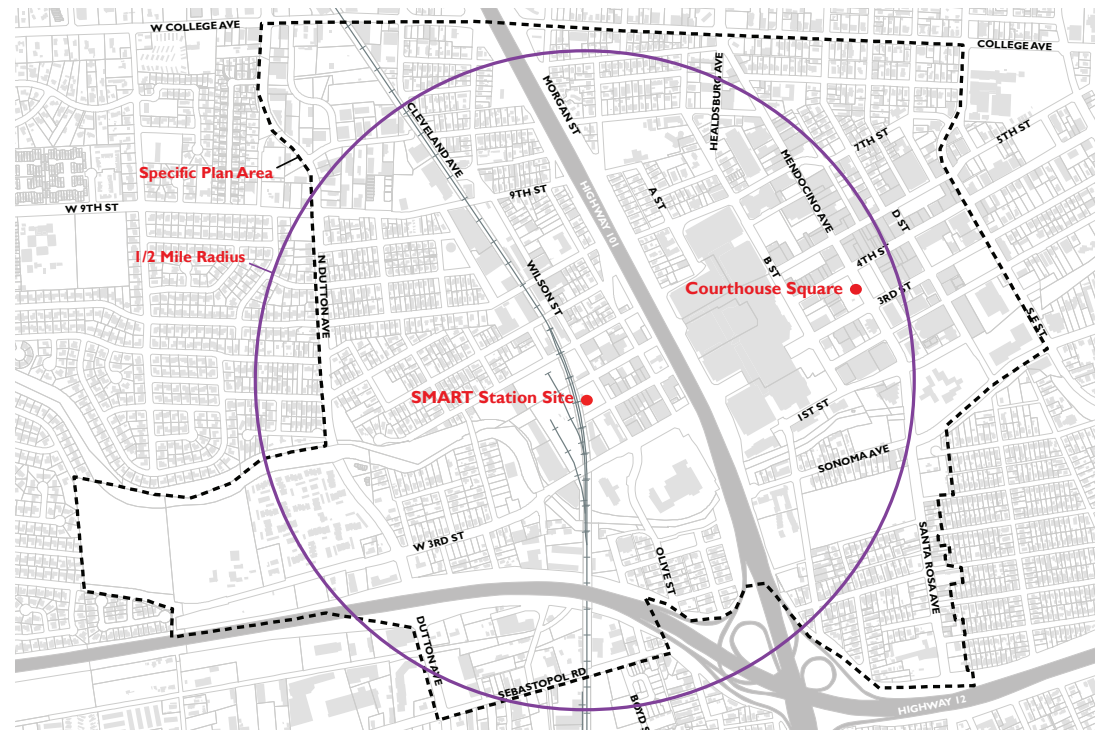 W COLLEGE AVE
COLLEGE AVE
HEALDSBURG AVE
MORGAN ST
CLEVELAND AVE
5TH ST
7TH ST
MENDOCINO AVE
Specific Plan Area
9TH ST
A ST
HIGHWAY 101
W 9TH ST
D ST
1/2 Mile Radius
4TH ST
B ST
N DUTTON AVE
WILSON ST
Courthouse Square
3RD ST
S E ST
SMART Station Site
1ST ST
SONOMA AVE
W 3RD ST
OLIVE ST
SANTA ROSA AVE
DUTTON AVE
SEBASTOPOL RD
BOYD S
HIGHWAY 12